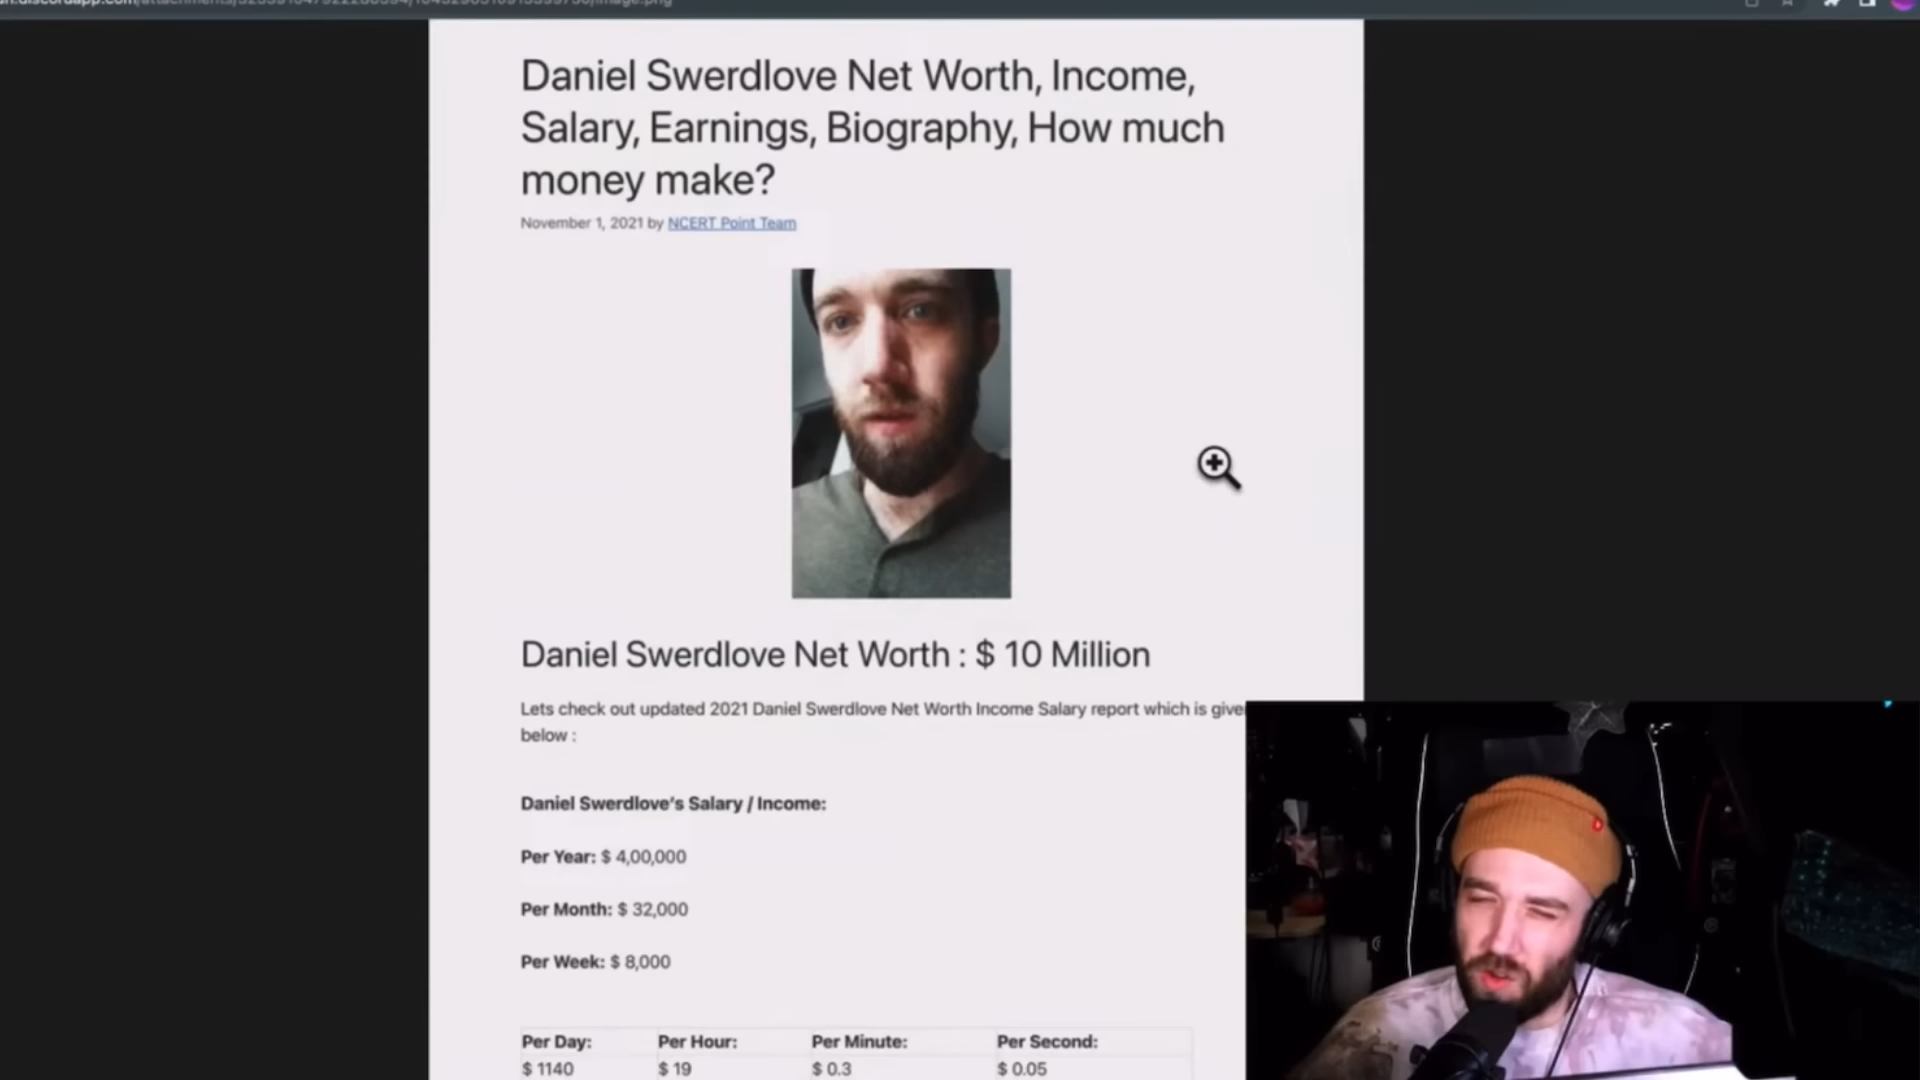 Daniel Swerdlove Net Worth, Income,
Salary, Earnings, Biography, How much
money make?
November 1, 2021 by NCERT Point Team
Daniel Swerdlove Net Worth : $ 10 Million
Lets check out updated 2021 Daniel Swerdlove Net Worth Income Salary report which is give
below :
Daniel Swerdlove's Salary / Income:
Per Year: $ 4,00,000
Per Month: $ 32,000
Per Week: $ 8,000
Per Day: Per Hour: Per Minute: Per Second:
$ 1140 $ 19 $ 0.3 $ 0.05